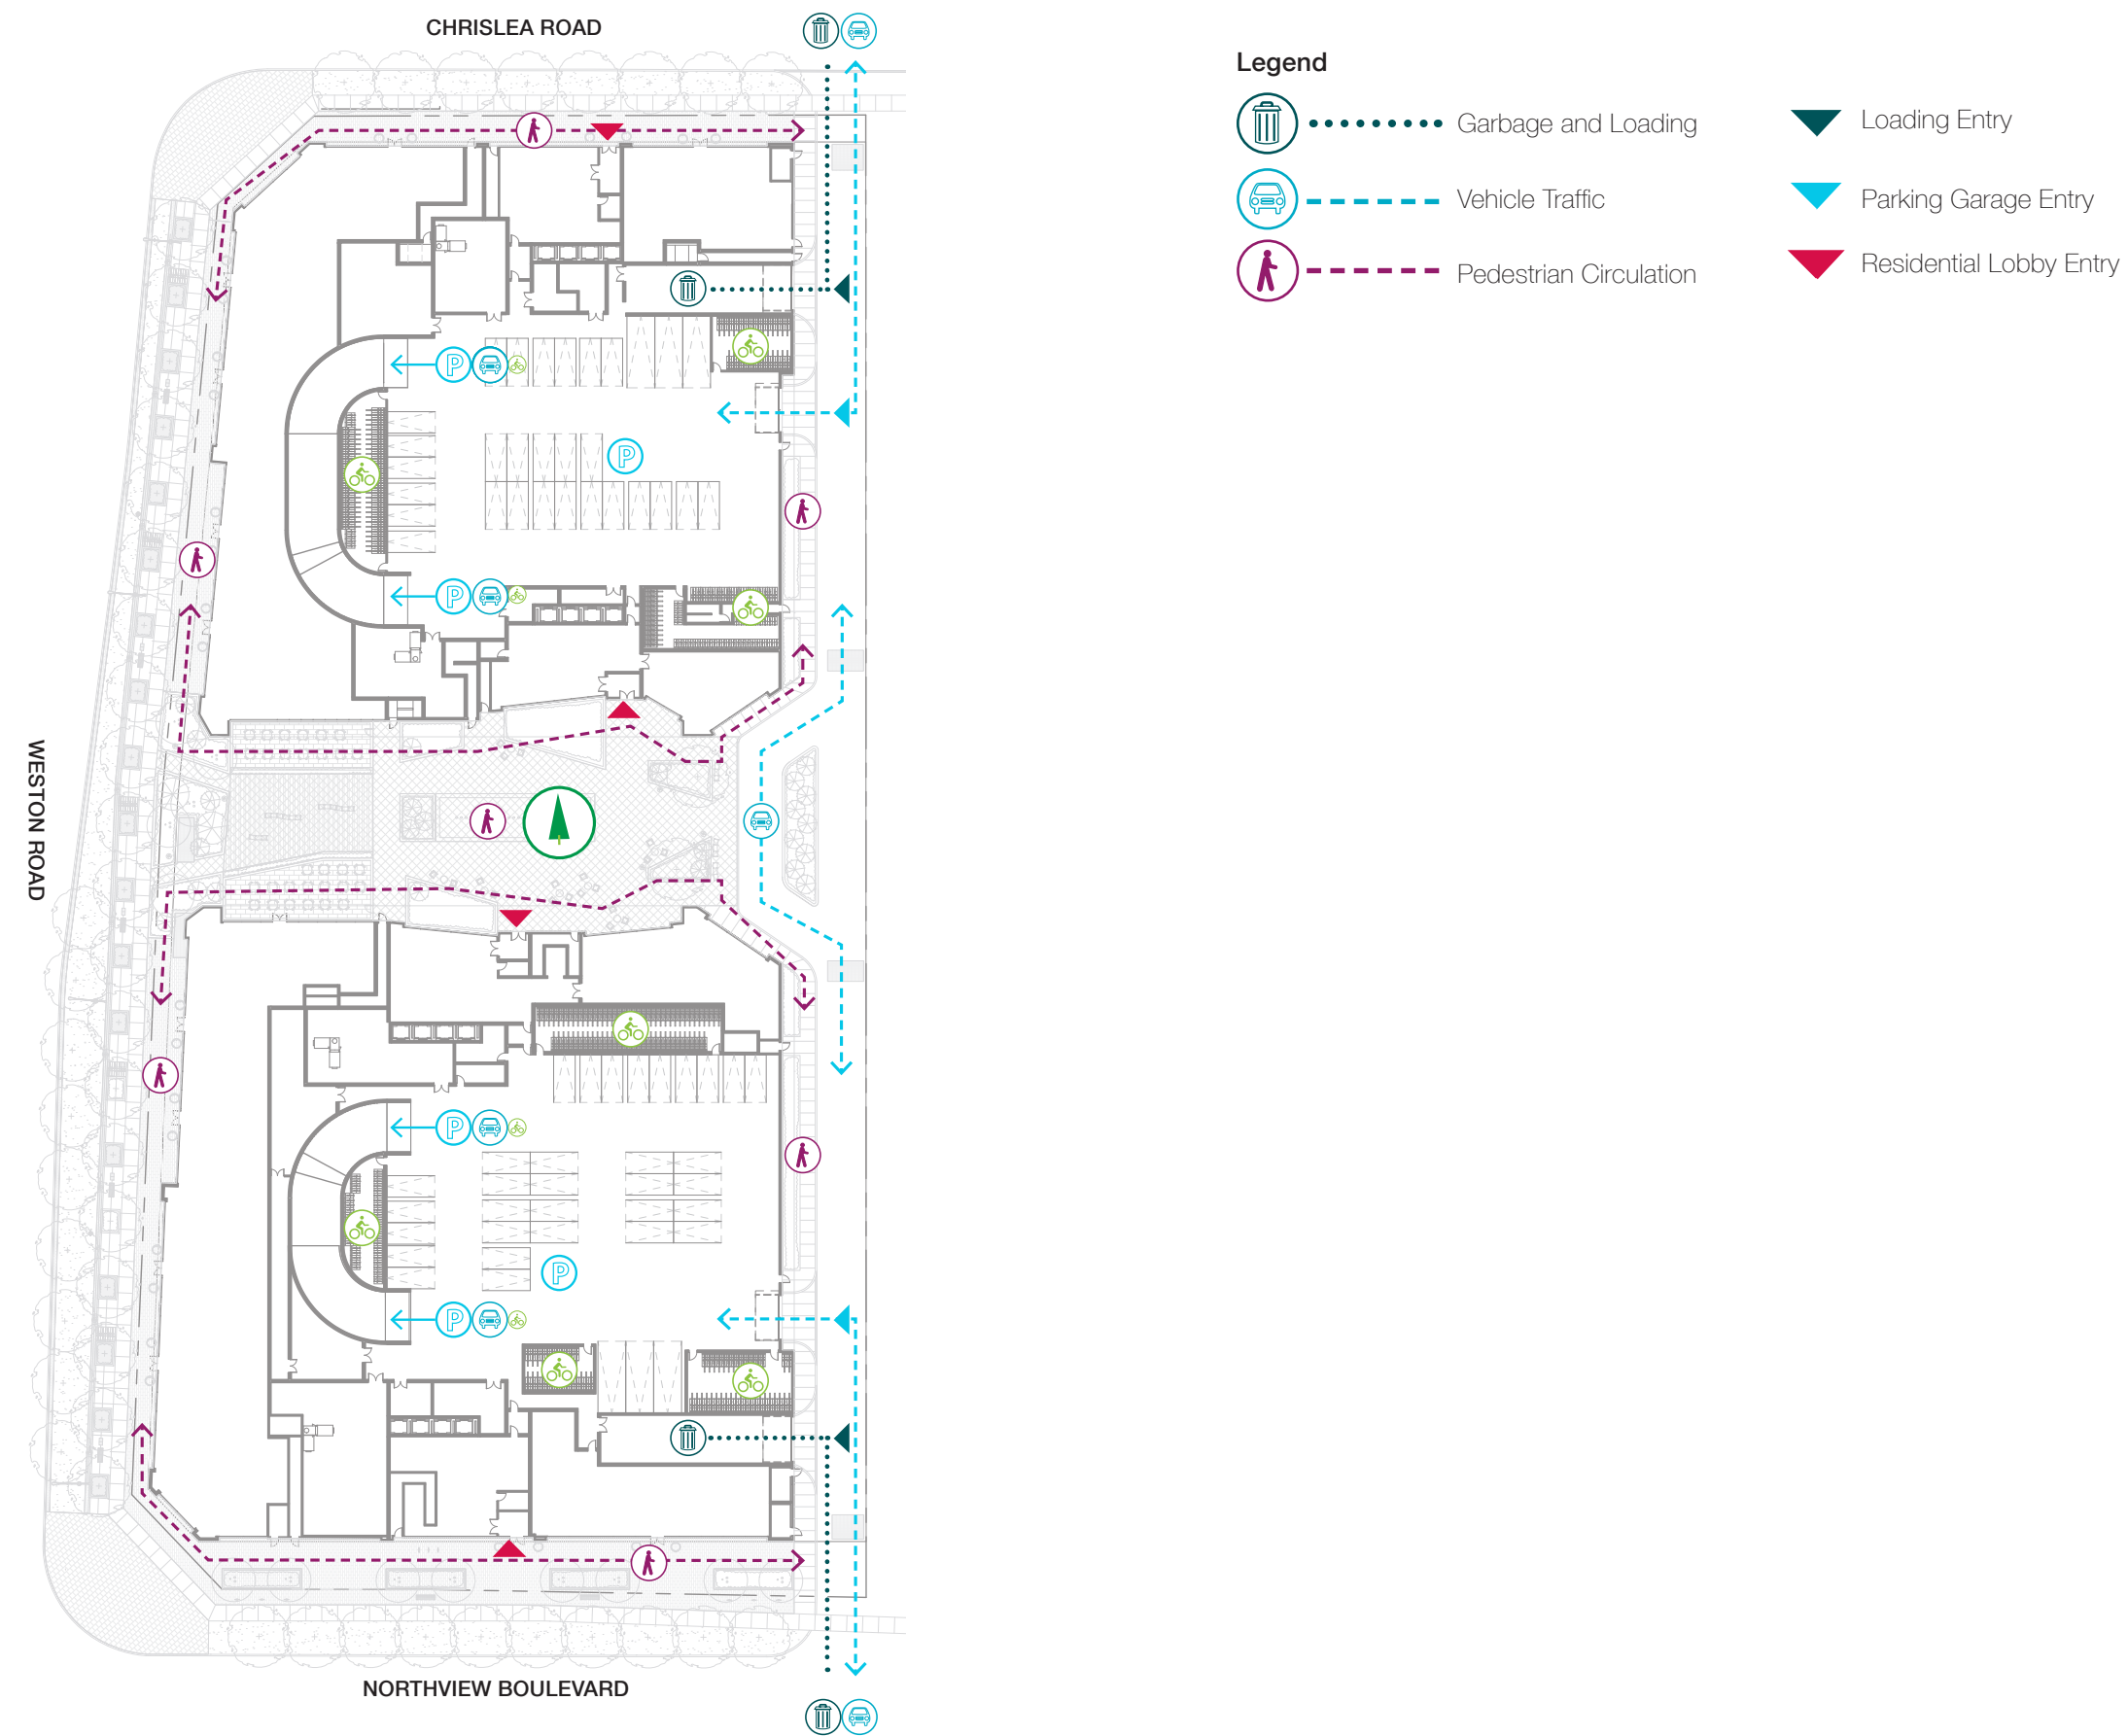 CHRISLEA ROAD
Legend
Garbage and Loading
Loading Entry
Vehicle Traffic
Parking Garage Entry
Pedestrian Circulation
Residential Lobby Entry
P
P
P
WESTON ROAD
P
P
P
NORTHVIEW BOULEVARD